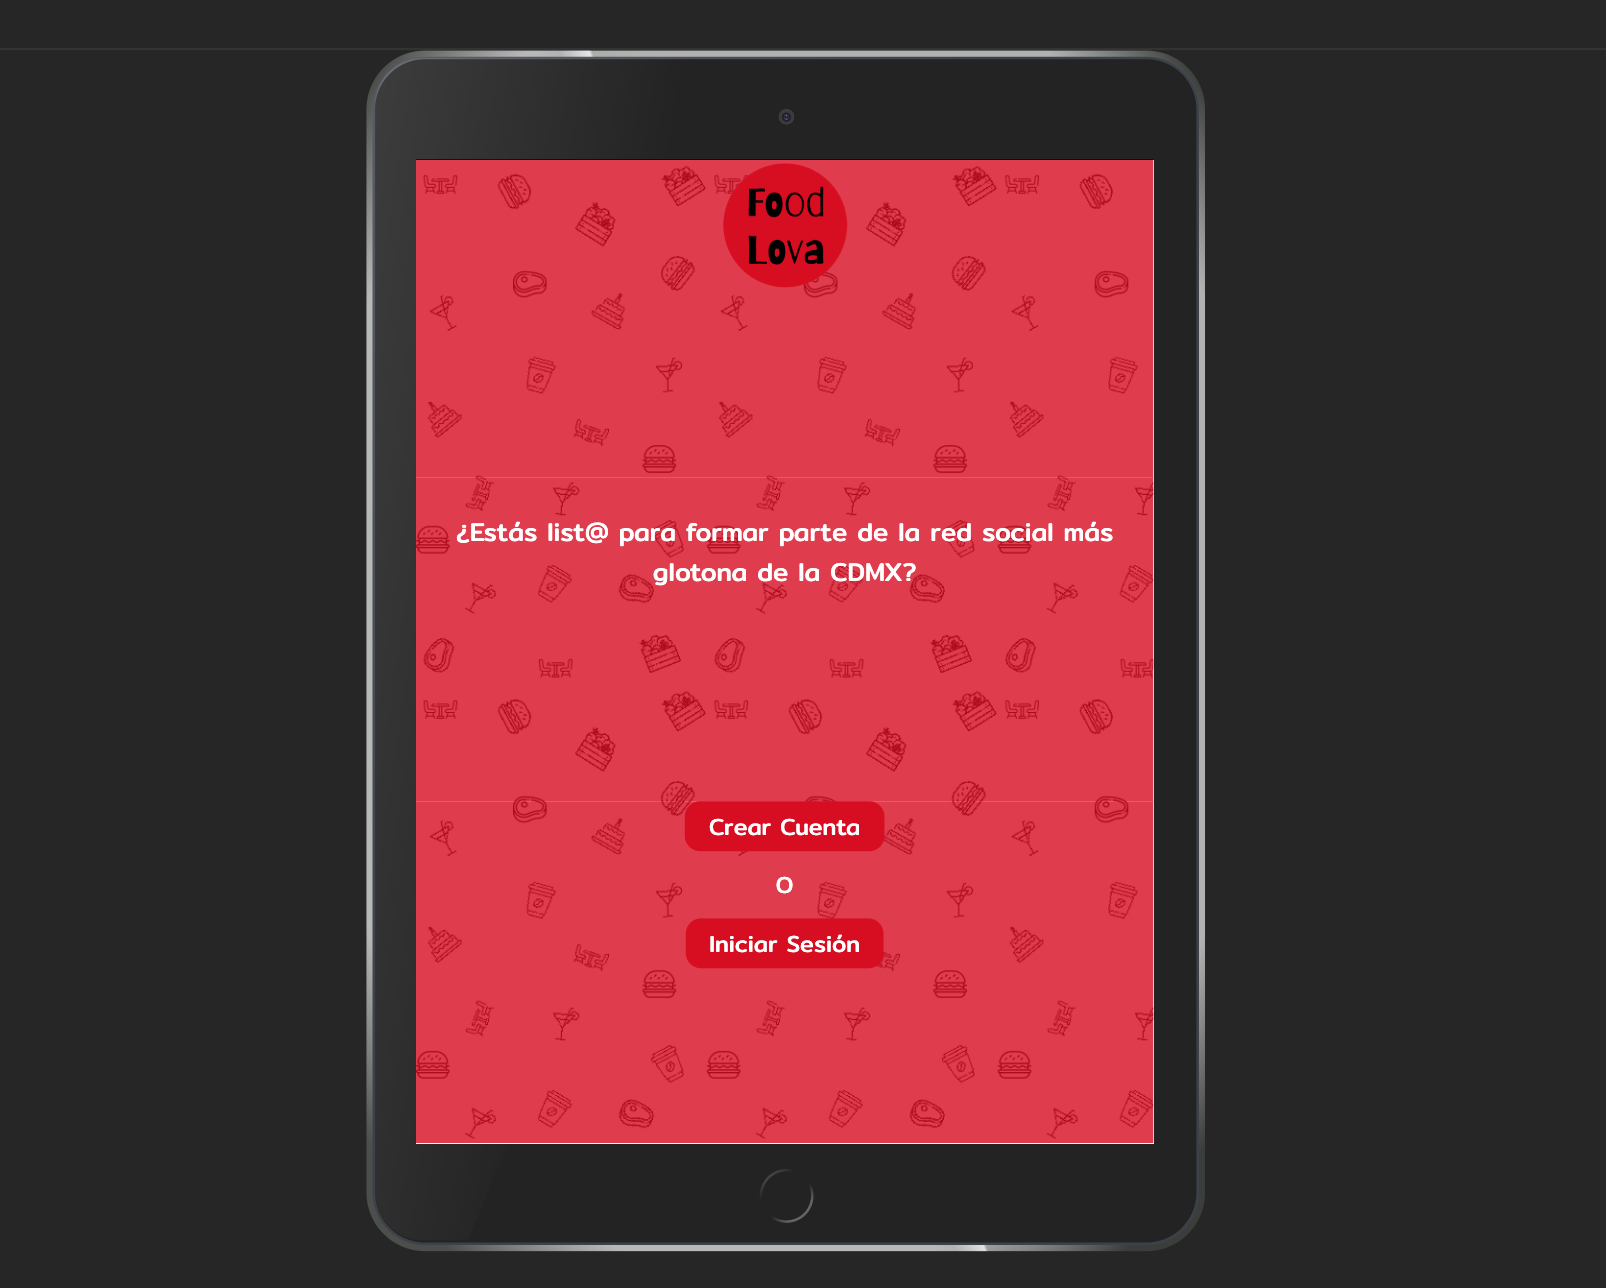 Food
Lova
¿Estás list@ para formar parte de la red social más
glotona de la CDMX?
Crear Cuenta
O
Iniciar Sesión